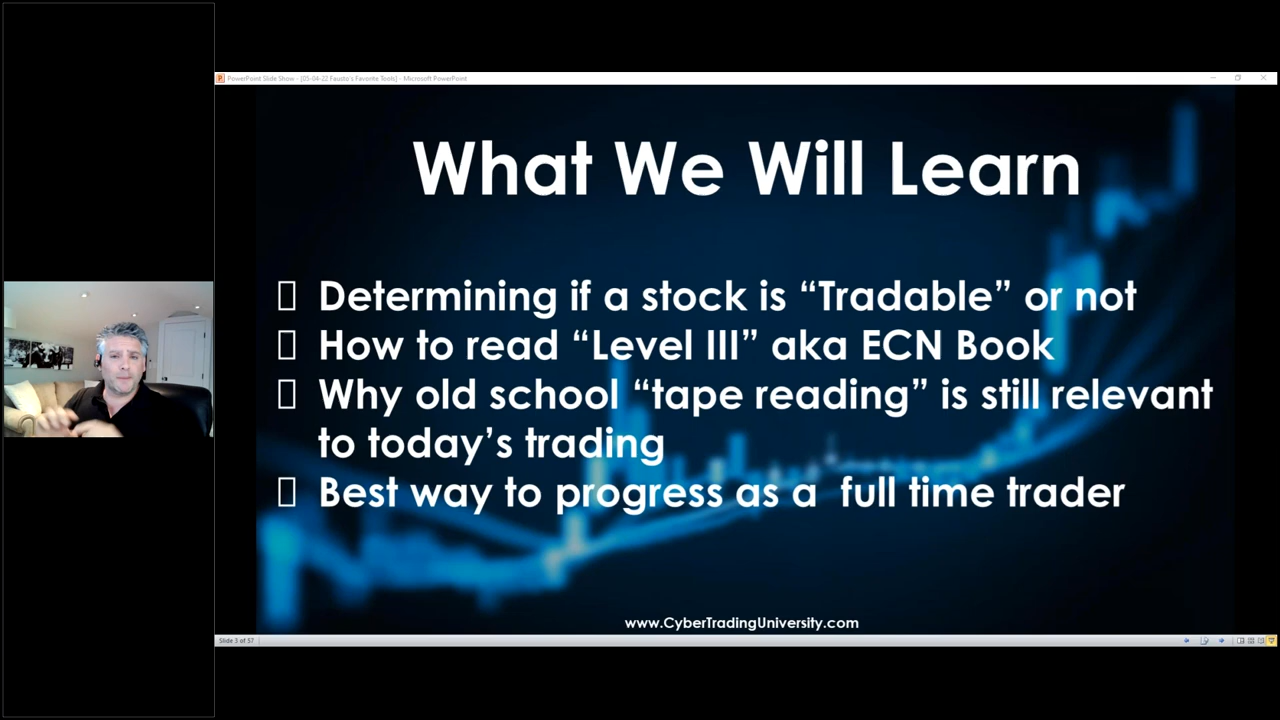 PowerPoint Slide Show - [05-04-22 Fausto's Favorite Tools] - Microsoft PowerPoint
What We Will Learn
Determining if a stock is “Tradable” or not
How to read “Level III” aka ECN Book
Why old school “tape reading” is still relevant
to today’s trading
Best way to progress as a  full time trader
www.CyberTradingUniversity.com
Slide 3 of 57